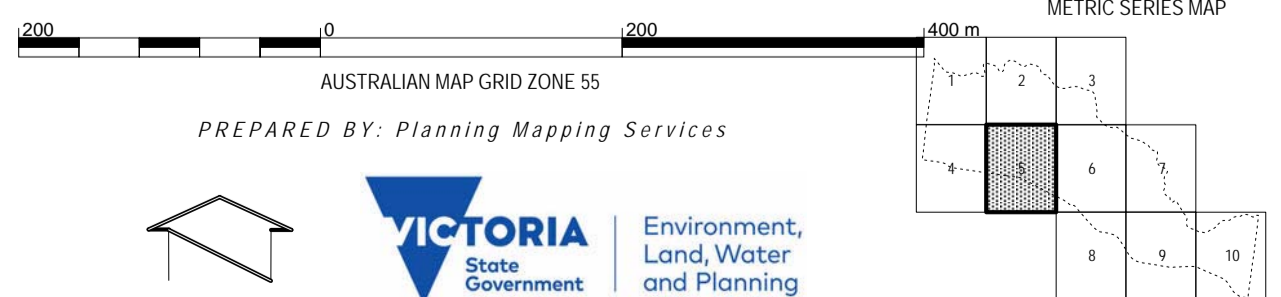 METRIC SERIES MAP
200 0 200 400 m
AUSTRALIAN MAP GRID ZONE 55
PREPARED BY: Planning Mapping Services
1 2 3
4 5 6 7
8 9 10
VICTORIA
State
Government
Environment,
Land, Water
and Planning